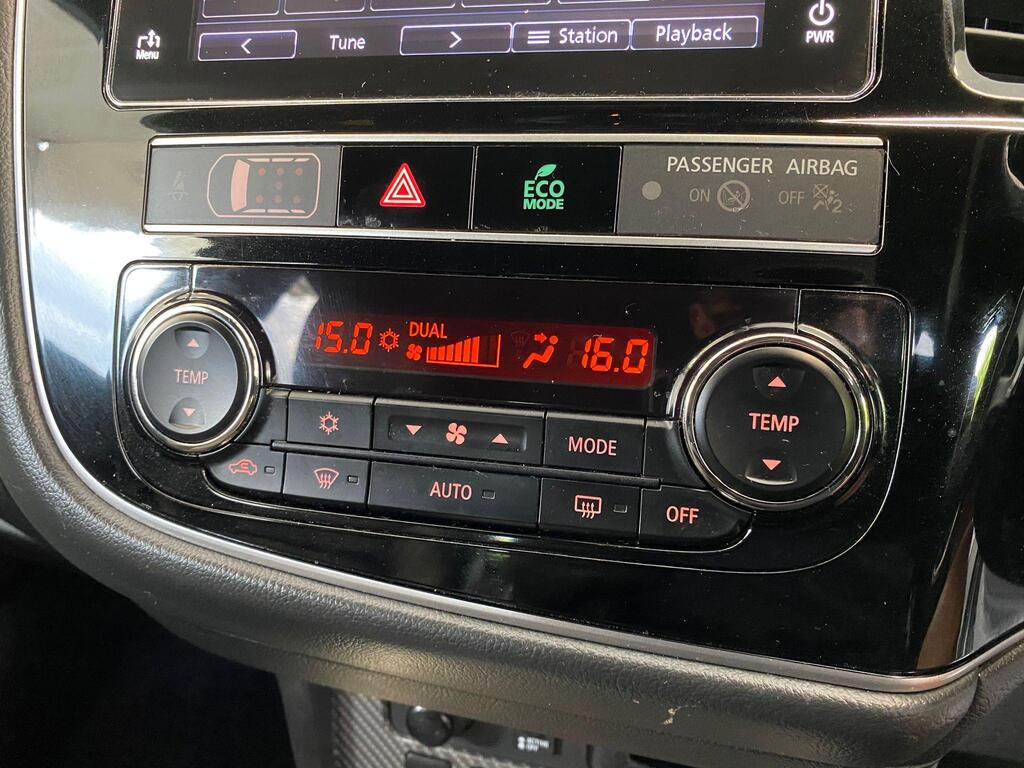 Menu
Tune
Station
Playback
PWR
ECO
MODE
PASSENGER AIRBAG
ON
OFF
2
15.0
DUAL
16.0
TEMP
TEMP
MODE
AUTO
OFF